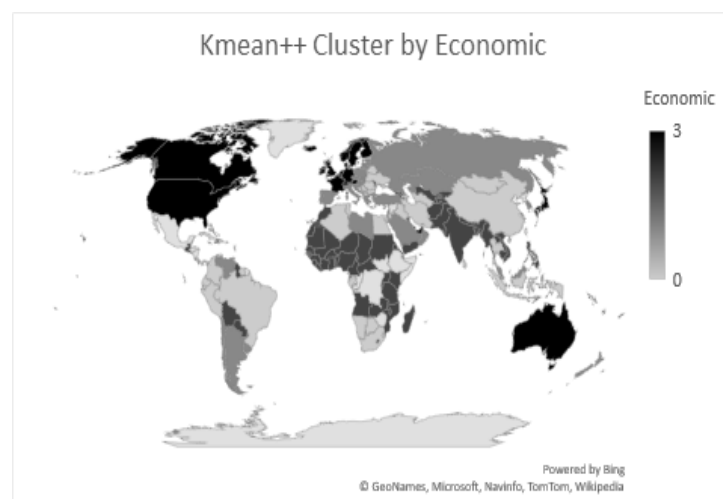 Kmean++ Cluster by Economic
Economic
3
0
Powered by Bing
© GeoNames, Microsoft, Navinfo, TomTom, Wikipedia